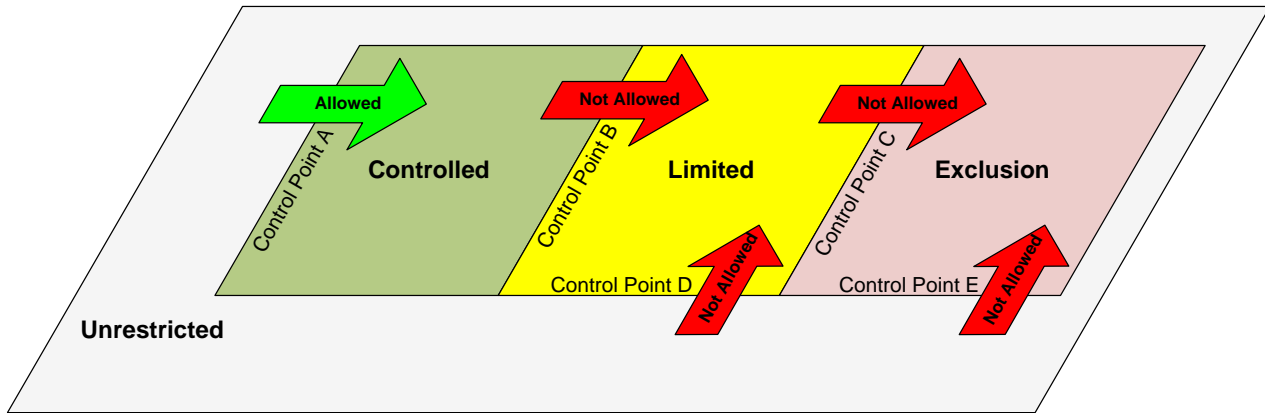 Allowed
Not Allowed
Not Allowed
Control Point A
Control Point B
Control Point C
Controlled
Limited
Exclusion
Not Allowed
Not Allowed
Control Point D
Control Point E
Unrestricted